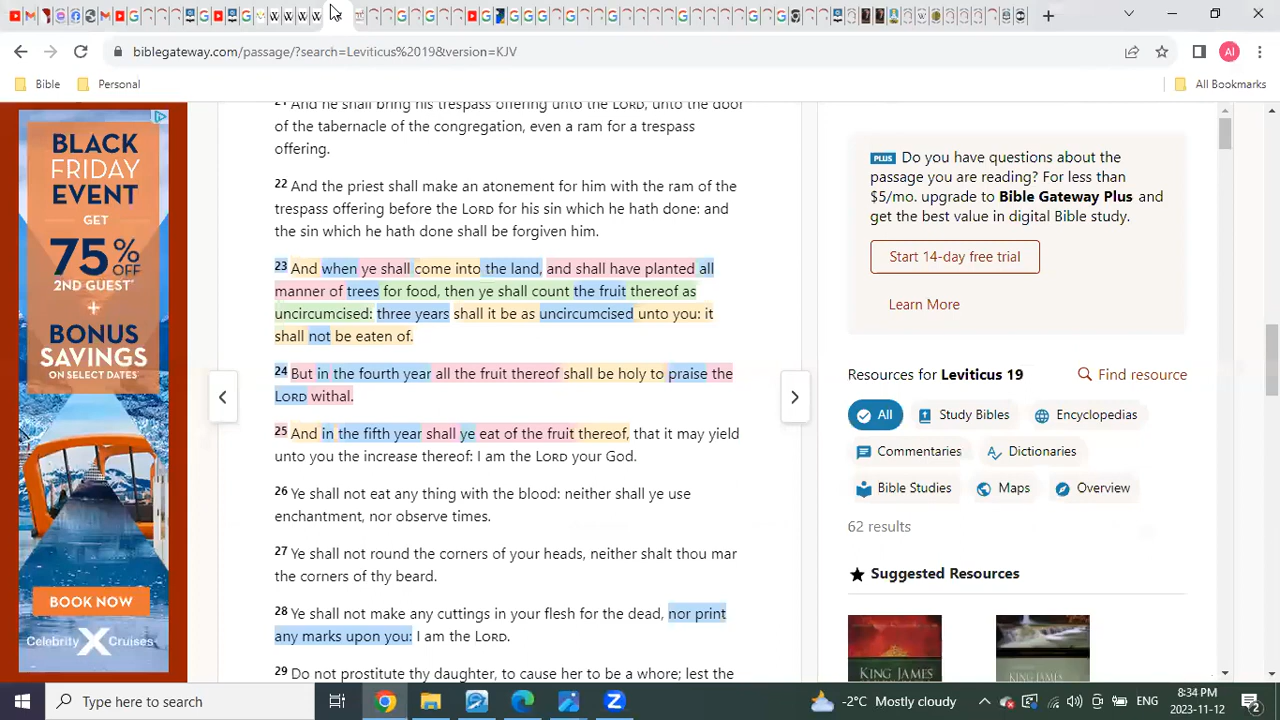 biblegateway.com/passage/?search=Leviticus%2019&version=KJV
AI
Bible
Personal
All Bookmarks
BLACK
FRIDAY
EVENT
GET
75% OFF
2ND GUEST*
+
BONUS
SAVINGS
ON SELECT DATES
BOOK NOW
Celebrity X Cruises
21 And he shall bring his trespass offering unto the LORD, unto the door
of the tabernacle of the congregation, even a ram for a trespass
offering.
22 And the priest shall make an atonement for him with the ram of the
trespass offering before the LORD for his sin which he hath done: and
the sin which he hath done shall be forgiven him.
23 And when ye shall come into the land, and shall have planted all
manner of trees for food, then ye shall count the fruit thereof as
uncircumcised: three years shall it be as uncircumcised unto you: it
shall not be eaten of.
24 But in the fourth year all the fruit thereof shall be holy to praise the
LORD withal.
25 And in the fifth year shall ye eat of the fruit thereof, that it may yield
unto you the increase thereof: I am the LORD your God.
26 Ye shall not eat any thing with the blood: neither shall ye use
enchantment, nor observe times.
27 Ye shall not round the corners of your heads, neither shalt thou mar
the corners of thy beard.
28 Ye shall not make any cuttings in your flesh for the dead, nor print
any marks upon you: I am the LORD.
29 Do not prostitute thy daughter, to cause her to be a whore; lest the
PLUS Do you have questions about the
passage you are reading? For less than
$5/mo. upgrade to Bible Gateway Plus and
get the best value in digital Bible study.
Start 14-day free trial
Learn More
Resources for Leviticus 19
Find resource
All
Study Bibles
Encyclopedias
Commentaries
Dictionaries
Bible Studies
Maps
Overview
62 results
Suggested Resources
KING JAMES
KING JAMES
Type here to search
-2°C Mostly cloudy
ENG
8:34 PM
2023-11-12
2